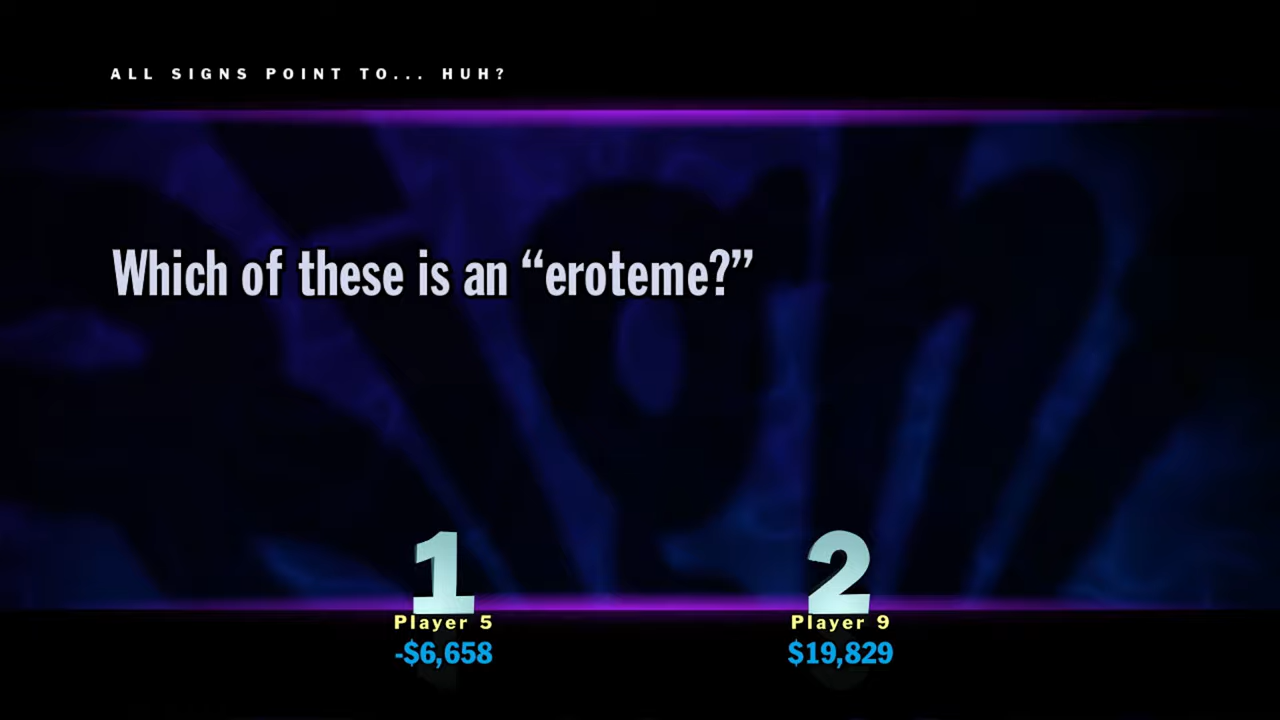 ALL SIGNS POINT TO... HUH?
Which of these is an “eroteme?”
1
Player 5
-$6,658
2
Player 9
$19,829